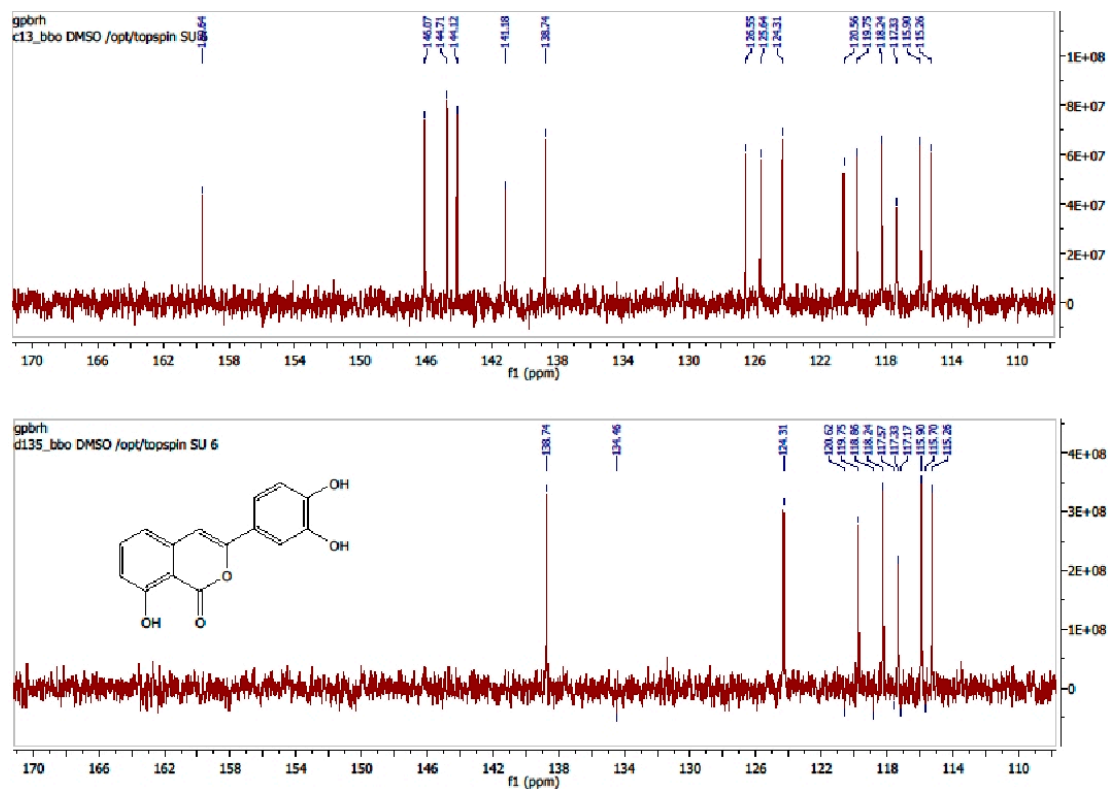 gpbrh
c13_bbo DMSO /opt/topspin SU 6
159.64
146.07
144.71
144.12
141.18
138.74
126.55
125.64
124.31
120.56
119.75
118.24
117.33
115.90
115.26
1E+08
8E+07
6E+07
4E+07
2E+07
0
170 166 162 158 154 150 146 142 138 134 130 126 122 118 114 110
f1 (ppm)
gpbrh
d135_bbo DMSO /opt/topspin SU 6
138.74
134.46
124.31
120.62
119.75
118.86
118.24
117.57
117.33
117.17
115.90
115.70
115.26
4E+08
3E+08
2E+08
1E+08
0
OH
OH
O
OH
O
170 166 162 158 154 150 146 142 138 134 130 126 122 118 114 110
f1 (ppm)